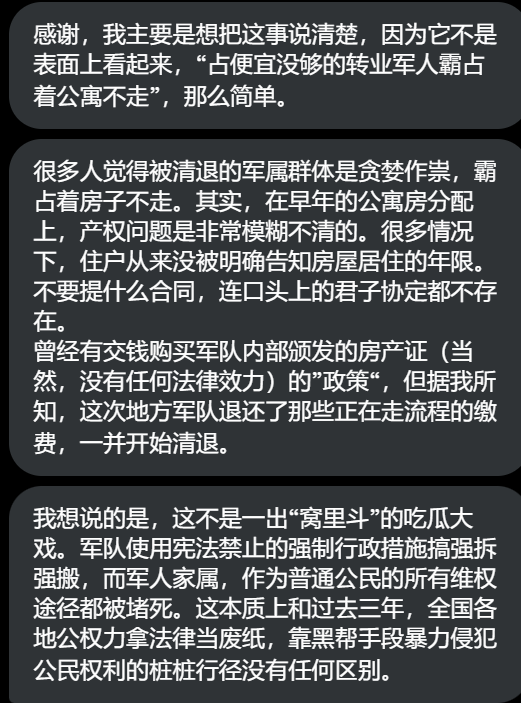 感谢，我主要是想把这事说清楚，因为它不是
表面上看起来，“占便宜没够的转业军人霸占
着公寓不走”，那么简单。
很多人觉得被清退的军属群体是贪婪作祟，霸
占着房子不走。其实，在早年的公寓房分配
上，产权问题是非常模糊不清的。很多情况
下，住户从来没被明确告知房屋居住的年限。
不要提什么合同，连口头上的君子协定都不存
在。
曾经有交钱购买军队内部颁发的房产证（当
然，没有任何法律效力）的”政策“，但据我所
知，这次地方军队退还了那些正在走流程的缴
费，一并开始清退。
我想说的是，这不是一出“窝里斗”的吃瓜大
戏。军队使用宪法禁止的强制行政措施搞强拆
强搬，而军人家属，作为普通公民的所有维权
途径都被堵死。这本质上和过去三年，全国各
地公权力拿法律当废纸，靠黑帮手段暴力侵犯
公民权利的桩桩行径没有任何区别。